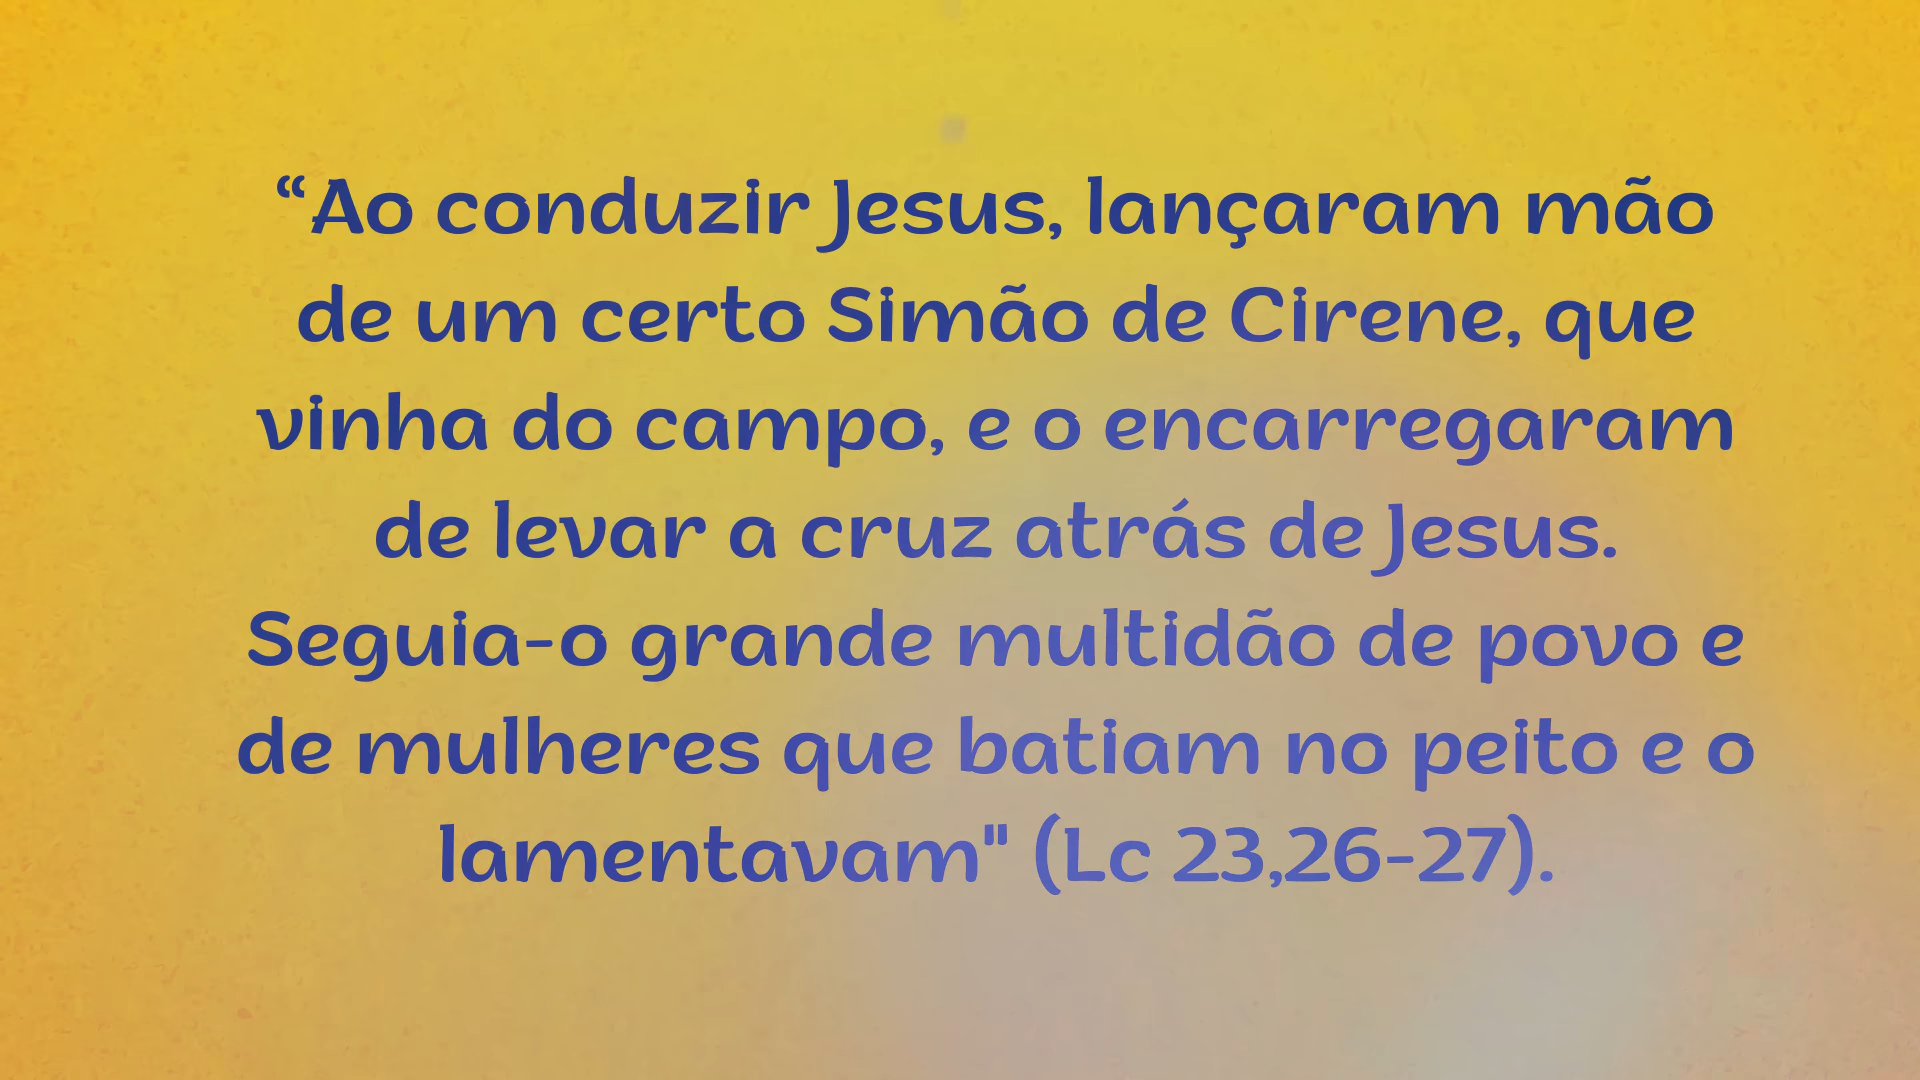 “Ao conduzir Jesus, lançaram mão
de um certo Simão de Cirene, que
vinha do campo, e o encarregaram
de levar a cruz atrás de Jesus.
Seguia-o grande multidão de povo e
de mulheres que batiam no peito e o
lamentavam" (Lc 23,26-27).